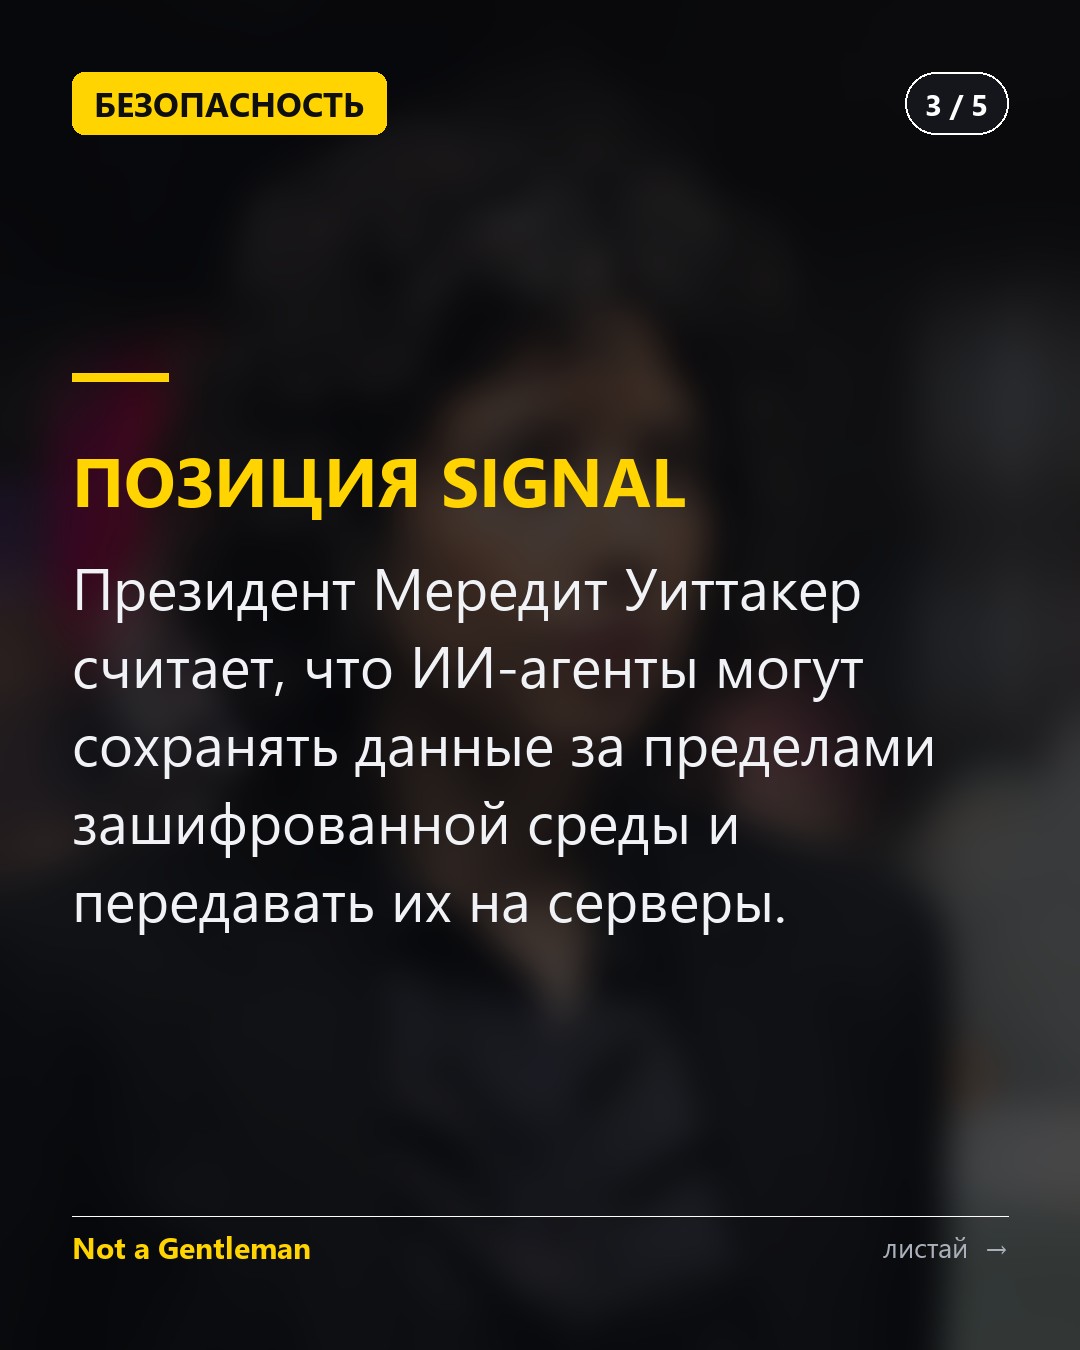 БЕЗОПАСНОСТЬ
3 / 5
ПОЗИЦИЯ SIGNAL
Президент Мередит Уиттакер
считает, что ИИ-агенты могут
сохранять данные за пределами
зашифрованной среды и
передавать их на серверы.
Not a Gentleman
листай →